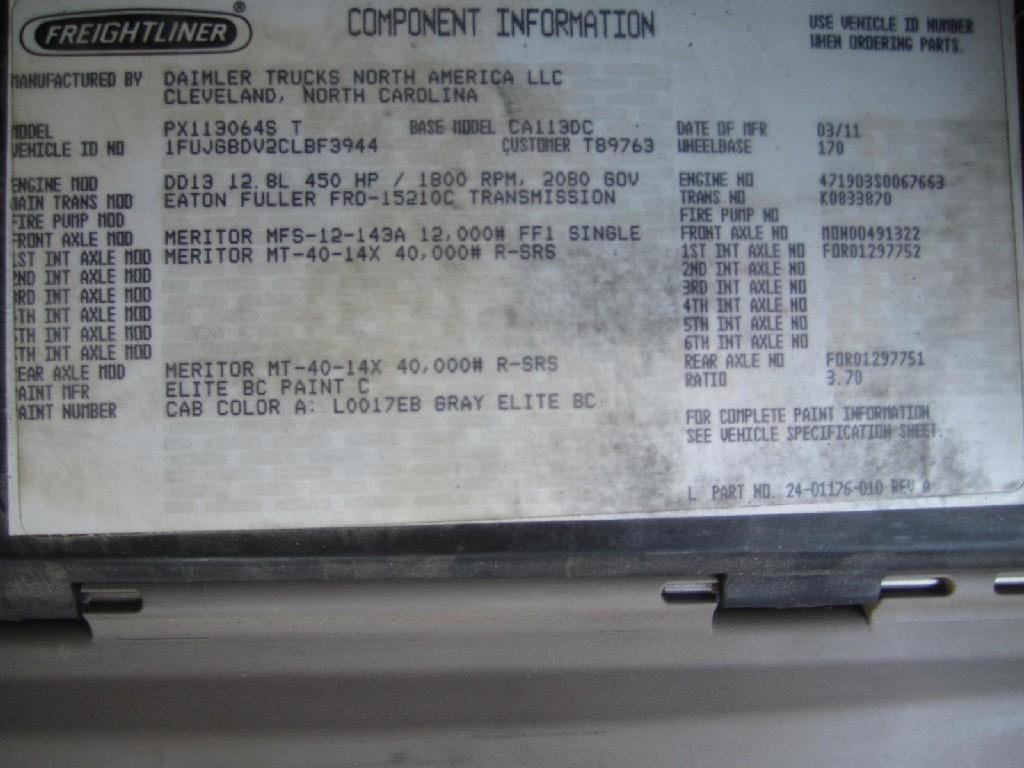 FREIGHTLINER ®
COMPONENT INFORMATION
USE VEHICLE ID NUMBER
WHEN ORDERING PARTS.
MANUFACTURED BY DAIMLER TRUCKS NORTH AMERICA LLC
CLEVELAND, NORTH CAROLINA
MODEL PX113064S T BASE MODEL CA113DC DATE OF MFR 03/11
VEHICLE ID NO 1FUJGBDV2CLBF3944 CUSTOMER T89763 WHEELBASE 170
ENGINE MOD DD13 12.8L 450 HP / 1800 RPM, 2080 GOV ENGINE NO 471903S0067663
MAIN TRANS MOD EATON FULLER FRO-15210C TRANSMISSION TRANS NO K0833870
FIRE PUMP MOD FIRE PUMP NO
FRONT AXLE MOD MERITOR MFS-12-143A 12,000# FF1 SINGLE FRONT AXLE NO MON00491322
1ST INT AXLE MOD MERITOR MT-40-14X 40,000# R-SRS 1ST INT AXLE NO FOR01297752
2ND INT AXLE MOD 2ND INT AXLE NO
3RD INT AXLE MOD 3RD INT AXLE NO
4TH INT AXLE MOD 4TH INT AXLE NO
5TH INT AXLE MOD 5TH INT AXLE NO
6TH INT AXLE MOD 6TH INT AXLE NO
REAR AXLE MOD MERITOR MT-40-14X 40,000# R-SRS REAR AXLE NO FOR01297751
PAINT MFR ELITE BC PAINT C RATIO 3.70
PAINT NUMBER CAB COLOR A: L0017EB GRAY ELITE BC
FOR COMPLETE PAINT INFORMATION
SEE VEHICLE SPECIFICATION SHEET.
L PART NO. 24-01176-010 REV A